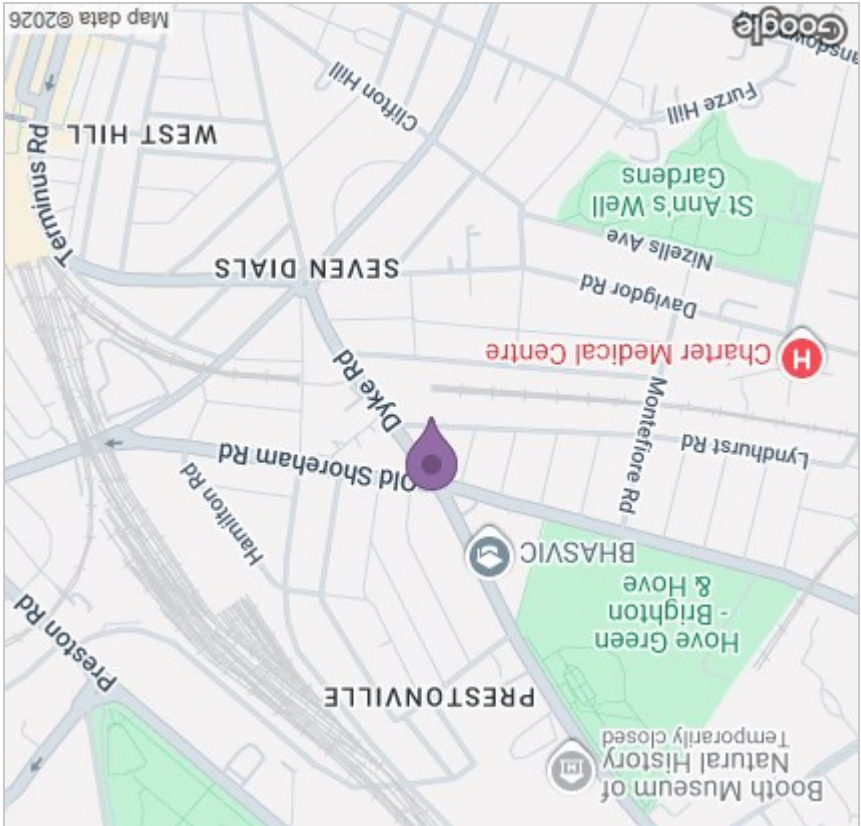 Booth Museum of
Natural History
Temporarily closed
PRESTONVILLE
Preston Rd
Hove Green
- Brighton
& Hove
BHASVIC
Hamilton Rd
Old Shoreham Rd
Lyndhurst Rd
Montefiore Rd
Dyke Rd
Charter Medical Centre
H
Davigdor Rd
SEVEN DIALS
Nizells Ave
Terminus Rd
St Ann's Well
Gardens
WEST HILL
Clifton Hill
Furze Hill
ansdowne
Google
Map data ©2026